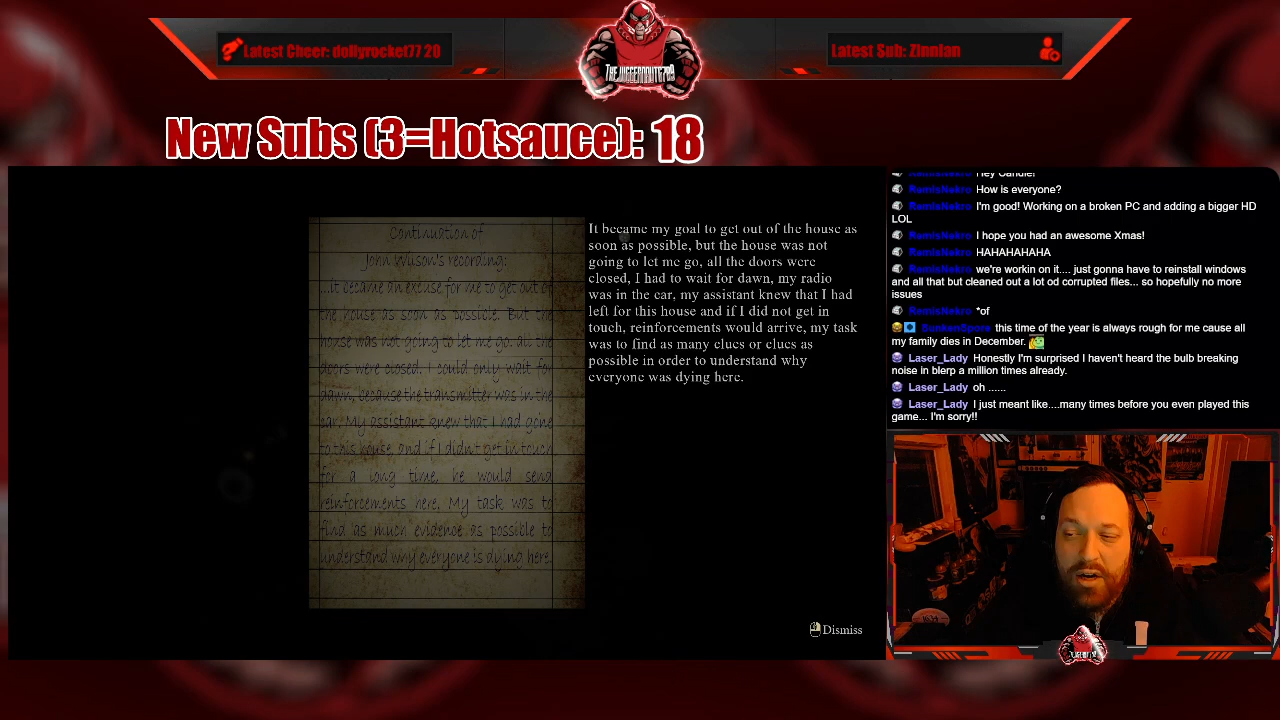 Latest Cheer: dollyrocket77 20
THEJUGGERNAUT6789
Latest Sub: Zinnian
New Subs (3=Hotsauce): 18
Continuation of
John Wilson's recording:
...it became an excuse for me to get out of
the house as soon as possible. But the
house was not going to let me go. all the
doors were closed. I could only wait for
dawn, because the transmitter was in the
car. My assistant knew that I had gone
to this house, and if I didn't get in touch
for a long time, he would send
reinforcements here. My task was to
find as much evidence as possible to
understand why everyone is dying here.
It became my goal to get out of the house as
soon as possible, but the house was not
going to let me go, all the doors were
closed, I had to wait for dawn, my radio
was in the car, my assistant knew that I had
left for this house and if I did not get in
touch, reinforcements would arrive, my task
was to find as many clues or clues as
possible in order to understand why
everyone was dying here.
Dismiss
RemisNekro Hey Candle!
RemisNekro How is everyone?
RemisNekro I'm good! Working on a broken PC and adding a bigger HD
LOL
RemisNekro I hope you had an awesome Xmas!
RemisNekro HAHAHAHAHA
RemisNekro we're workin on it.... just gonna have to reinstall windows
and all that but cleaned out a lot od corrupted files... so hopefully no more
issues
RemisNekro *of
SunkenSpore this time of the year is always rough for me cause all
my family dies in December.
Laser_Lady Honestly I'm surprised I haven't heard the bulb breaking
noise in blerp a million times already.
Laser_Lady oh ......
Laser_Lady I just meant like....many times before you even played this
game... I'm sorry!!